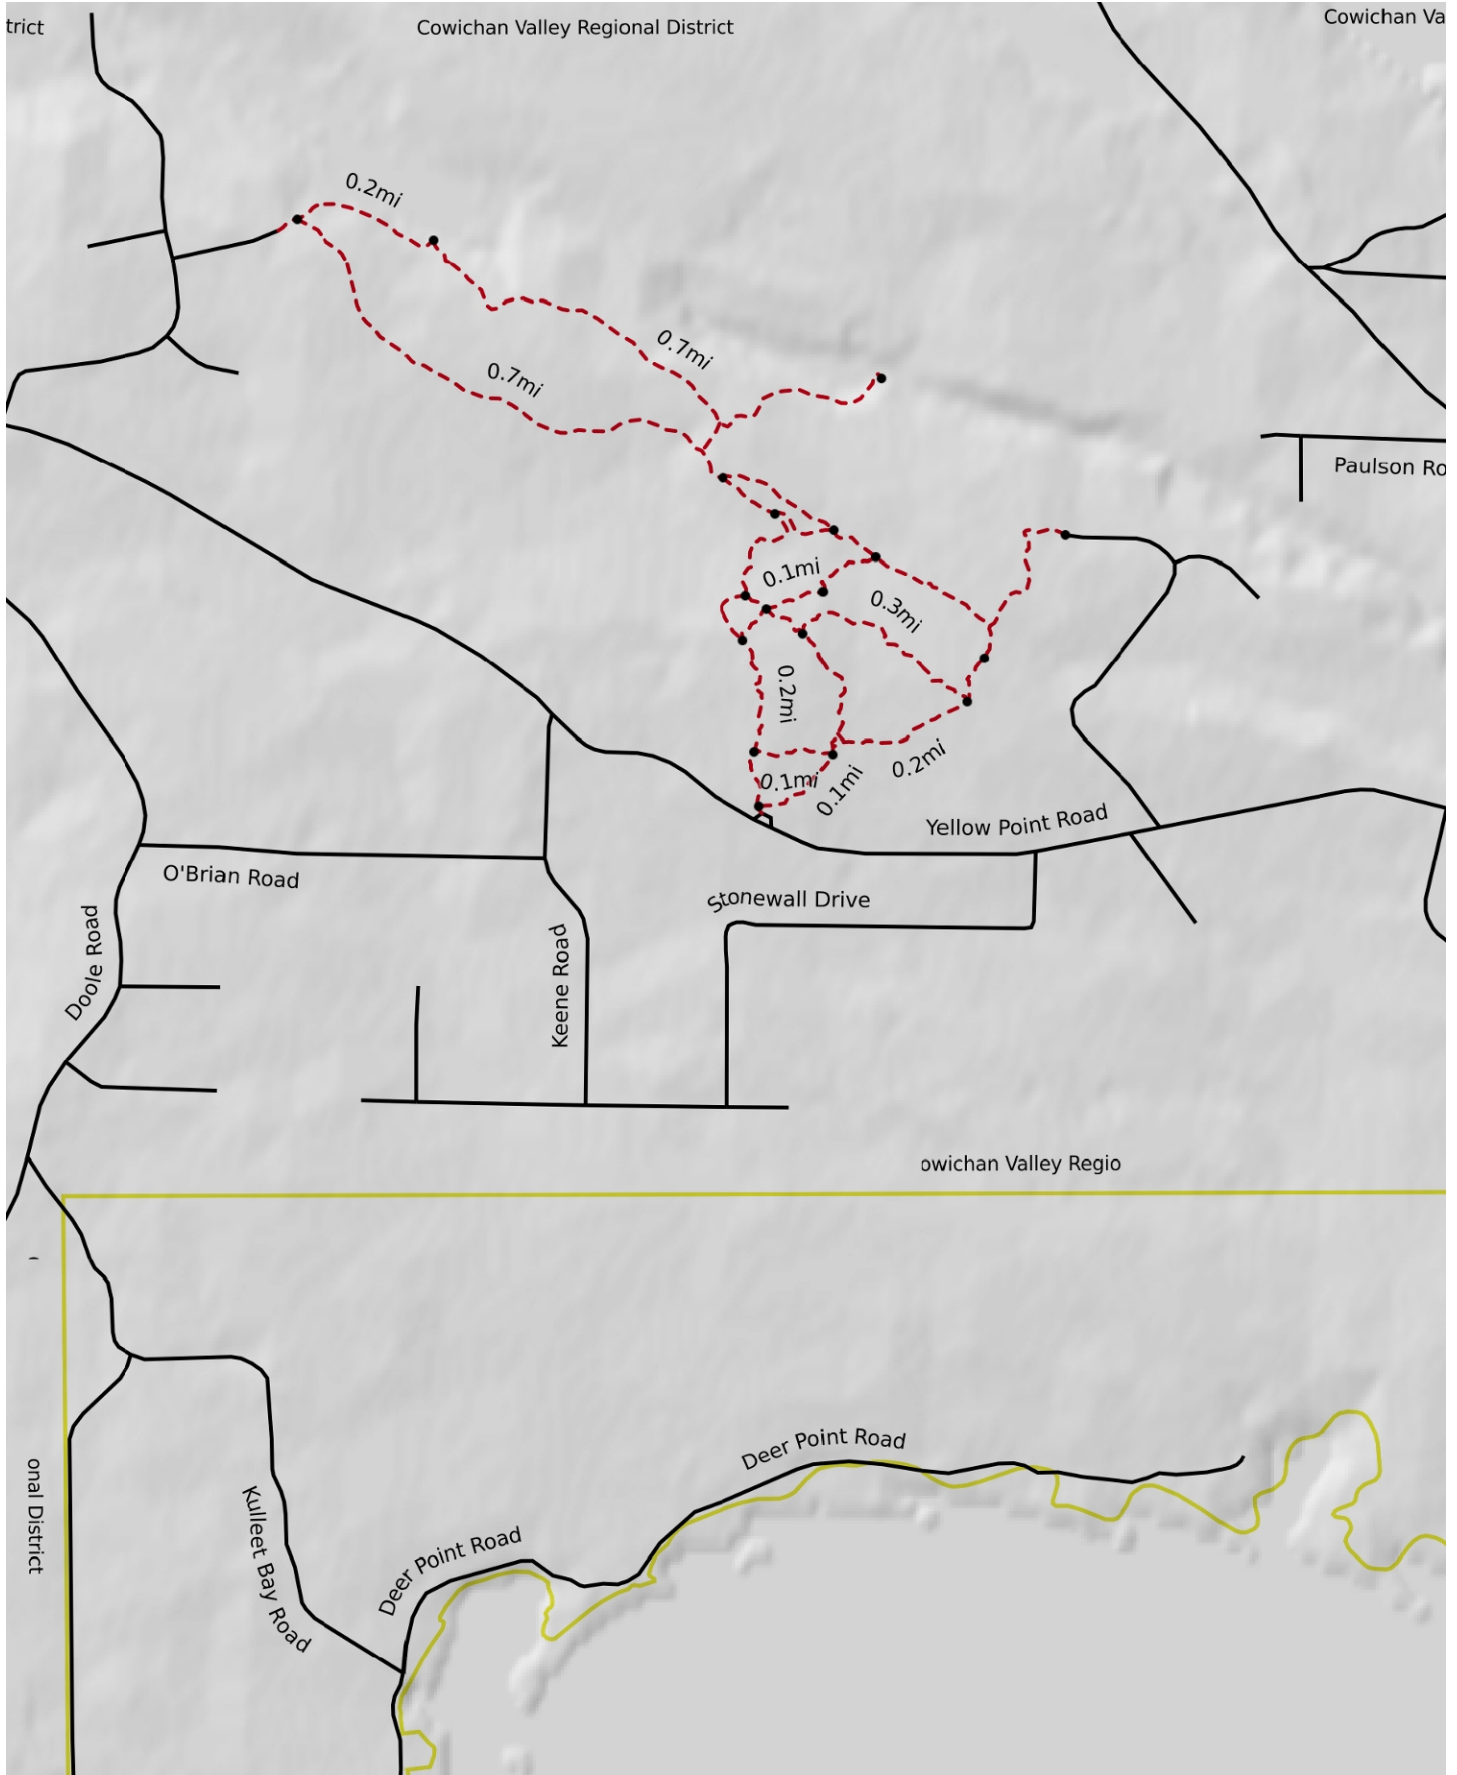 trict
Cowichan Valley Regional District
Cowichan Va
0.2mi
0.7mi
0.7mi
Paulson Ro
0.1mi
0.3mi
0.2mi
0.1mi
0.1mi
0.2mi
Yellow Point Road
O'Brian Road
Stonewall Drive
Doole Road
Keene Road
owichan Valley Regio
onal District
Deer Point Road
Kulleet Bay Road
Deer Point Road